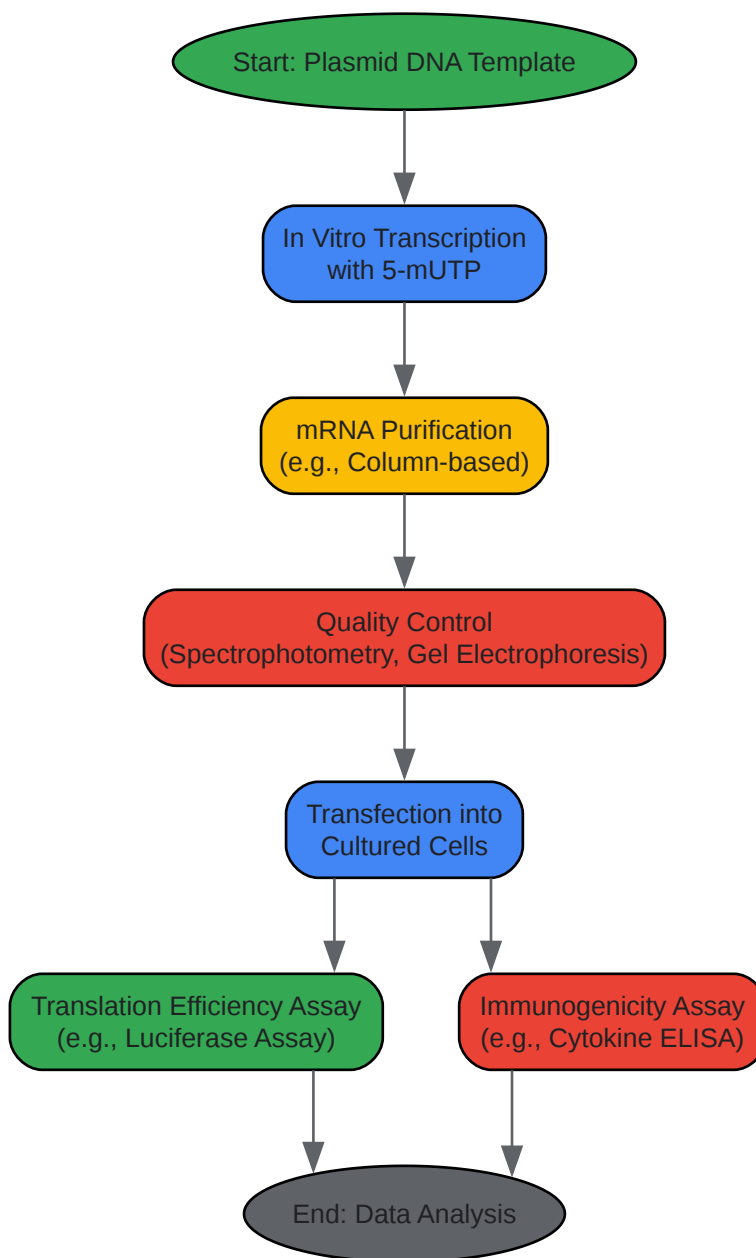 Start: Plasmid DNA Template
In Vitro Transcription
with 5-mUTP
mRNA Purification
(e.g., Column-based)
Quality Control
(Spectrophotometry, Gel Electrophoresis)
Transfection into
Cultured Cells
Translation Efficiency Assay
(e.g., Luciferase Assay)
Immunogenicity Assay
(e.g., Cytokine ELISA)
End: Data Analysis